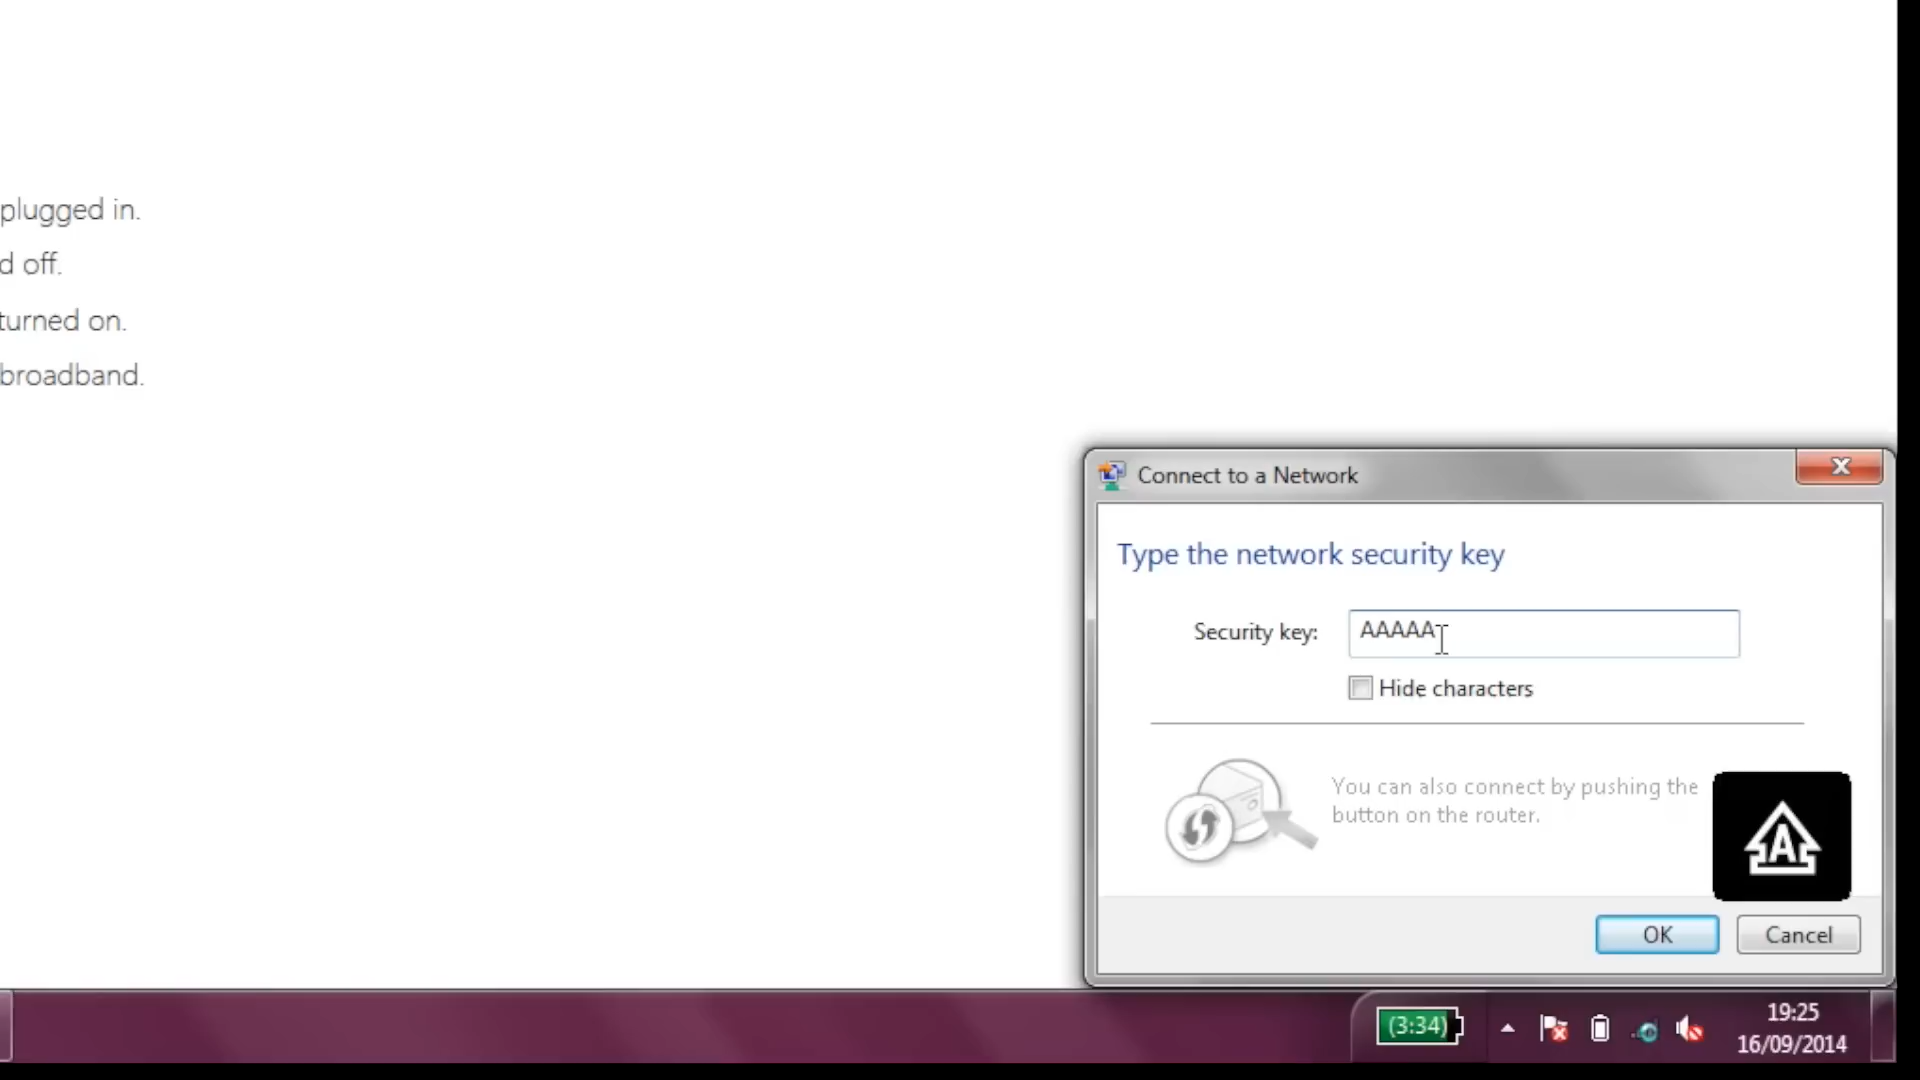 plugged in.
d off.
turned on.
broadband.
Connect to a Network
Type the network security key
Security key: AAAAA
Hide characters
You can also connect by pushing the
button on the router.
A
OK Cancel
(3:34)
19:25
16/09/2014